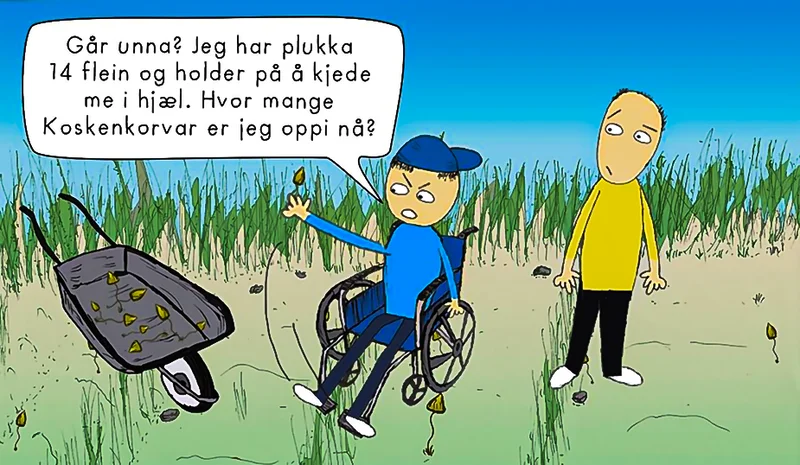 Går unna? Jeg har plukka
14 flein og holder på å kjede
me i hjæl. Hvor mange
Koskenkorvar er jeg oppi nå?